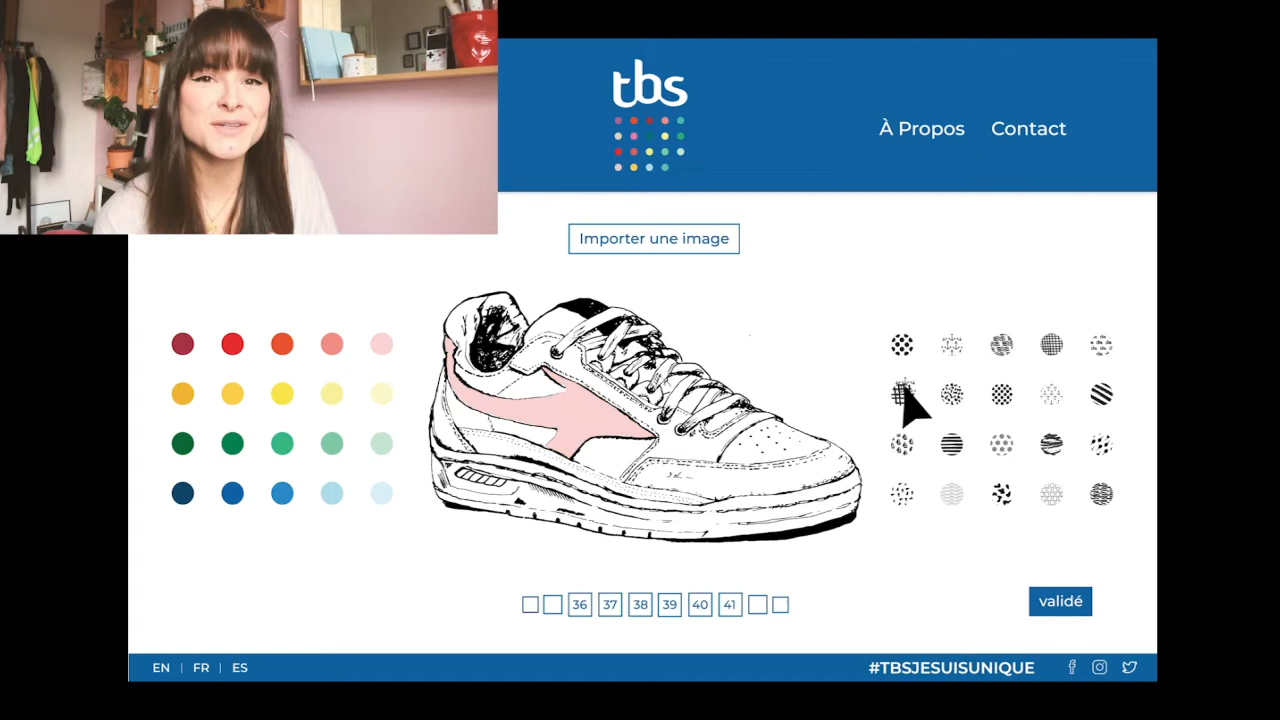 tbs
À Propos
Contact
Importer une image
36
37
38
39
40
41
validé
EN | FR | ES
#TBSJESUISUNIQUE